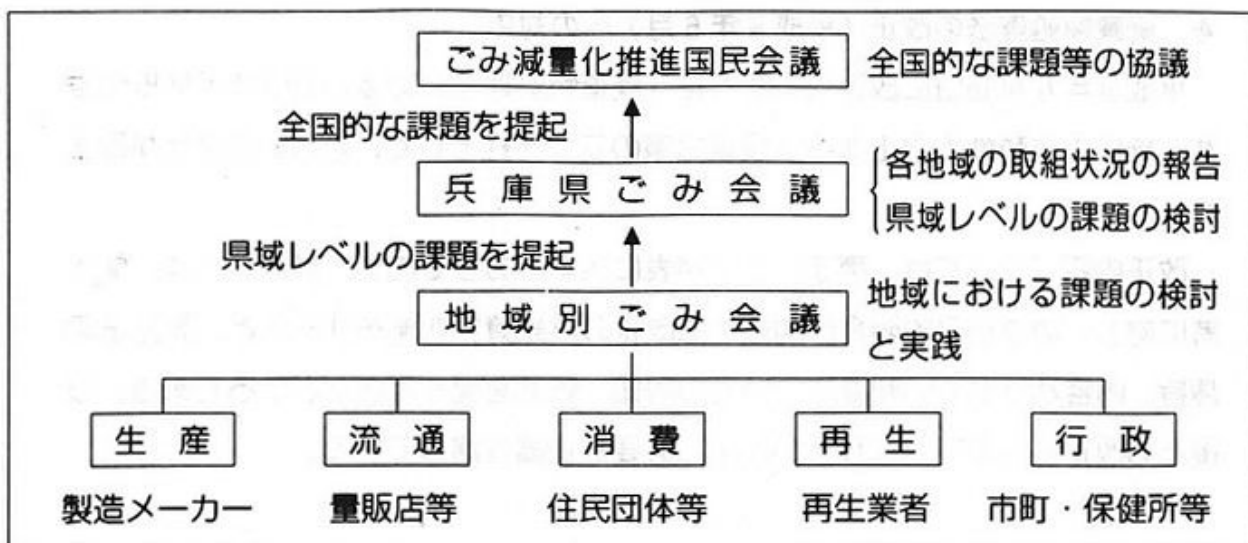 ごみ減量化推進国民会議 全国的な課題等の協議
全国的な課題を提起
兵庫県ごみ会議 各地域の取組状況の報告
県域レベルの課題の検討
県域レベルの課題を提起
地域別ごみ会議 地域における課題の検討
と実践
生産 流通 消費 再生 行政
製造メーカー 量販店等 住民団体等 再生業者 市町・保健所等